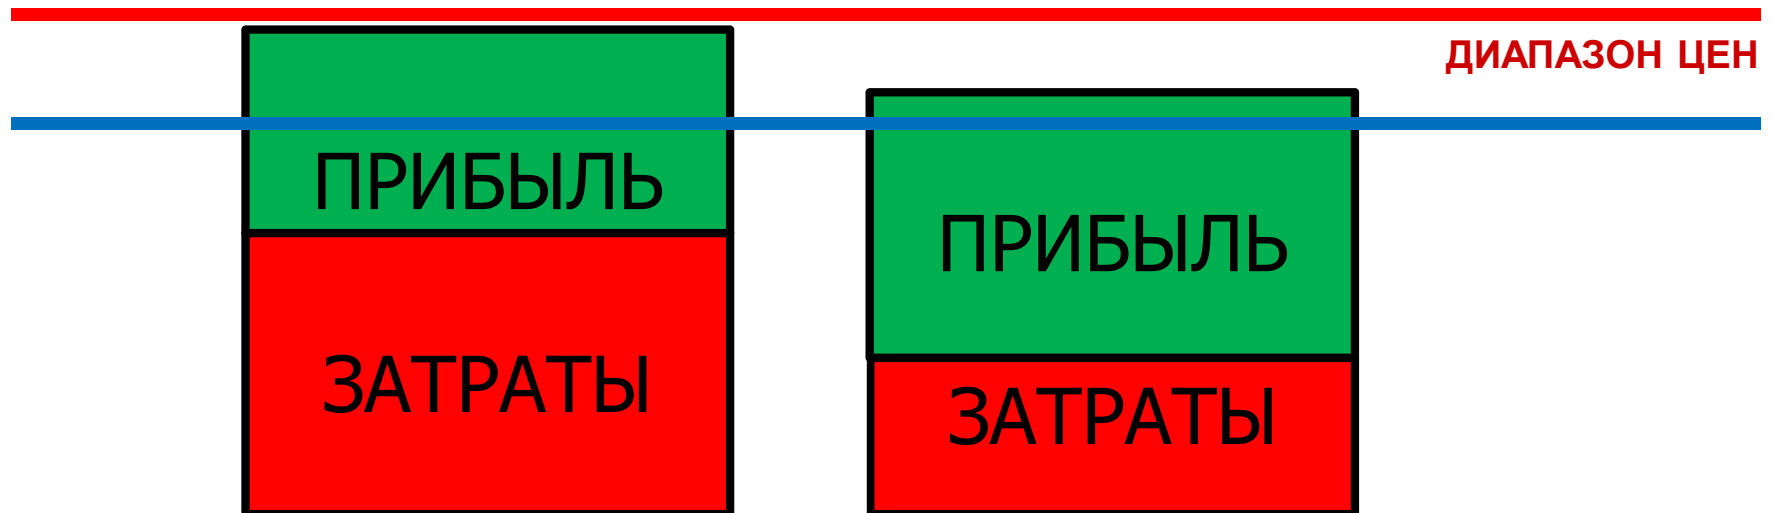 ДИАПАЗОН ЦЕН
ПРИБЫЛЬ
ПРИБЫЛЬ
ЗАТРАТЫ
ЗАТРАТЫ